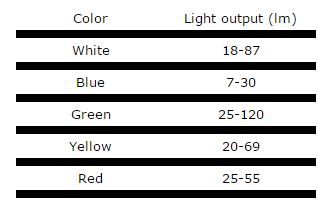 Color Light output (lm)
White 18-87
Blue 7-30
Green 25-120
Yellow 20-69
Red 25-55